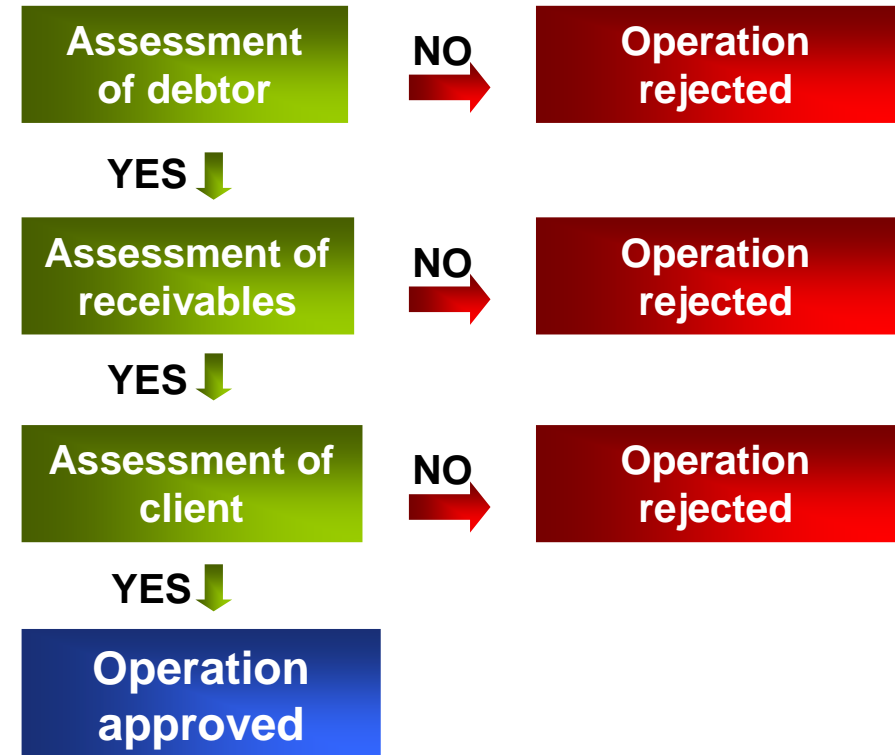 Assessment
of debtor
NO
Operation
rejected
YES
Assessment of
receivables
NO
Operation
rejected
YES
Assessment of
client
NO
Operation
rejected
YES
Operation
approved